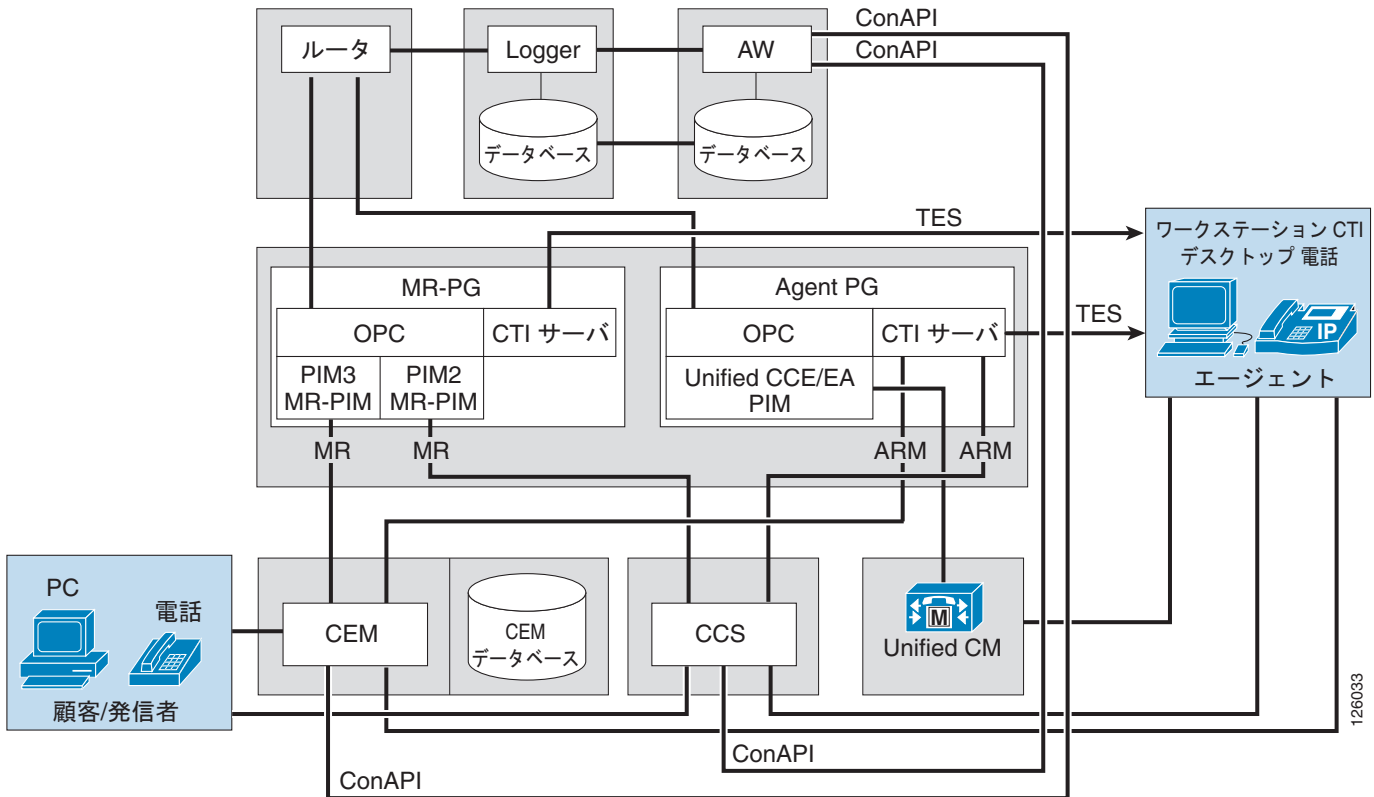 ConAPI
ConAPI
ルータ
Logger
AW
データベース
データベース
TES
ワークステーション CTI
デスクトップ 電話
IP
エージェント
MR-PG
Agent PG
TES
OPC
CTI サーバ
OPC
CTI サーバ
PIM3
MR-PIM
PIM2
MR-PIM
Unified CCE/EA
PIM
MR
MR
ARM
ARM
PC
電話
顧客/発信者
CEM
CEM
データベース
CCS
M
Unified CM
126033
ConAPI
ConAPI